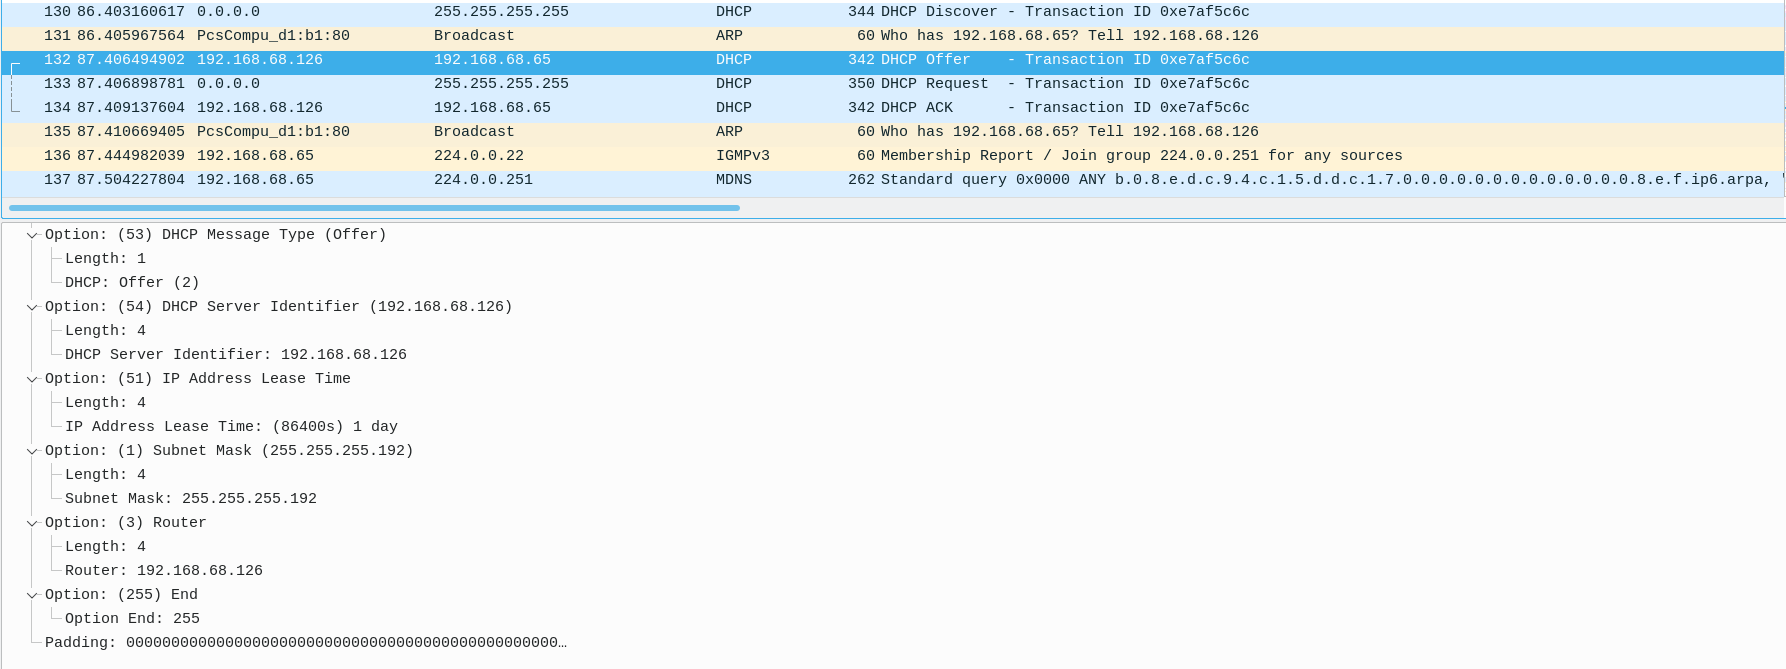 130 86.403160617 0.0.0.0 255.255.255.255 DHCP 344 DHCP Discover - Transaction ID 0xe7af5c6c
131 86.405967564 PcsCompu_d1:b1:80 Broadcast ARP 60 Who has 192.168.68.65? Tell 192.168.68.126
132 87.406494902 192.168.68.126 192.168.68.65 DHCP 342 DHCP Offer - Transaction ID 0xe7af5c6c
133 87.406898781 0.0.0.0 255.255.255.255 DHCP 350 DHCP Request - Transaction ID 0xe7af5c6c
134 87.409137604 192.168.68.126 192.168.68.65 DHCP 342 DHCP ACK - Transaction ID 0xe7af5c6c
135 87.410669405 PcsCompu_d1:b1:80 Broadcast ARP 60 Who has 192.168.68.65? Tell 192.168.68.126
136 87.444982039 192.168.68.65 224.0.0.22 IGMPv3 60 Membership Report / Join group 224.0.0.251 for any sources
137 87.504227804 192.168.68.65 224.0.0.251 MDNS 262 Standard query 0x0000 ANY b.0.8.e.d.c.9.4.c.1.5.d.d.c.1.7.0.0.0.0.0.0.0.0.0.0.0.0.0.8.e.f.ip6.arpa,
Option: (53) DHCP Message Type (Offer)
Length: 1
DHCP: Offer (2)
Option: (54) DHCP Server Identifier (192.168.68.126)
Length: 4
DHCP Server Identifier: 192.168.68.126
Option: (51) IP Address Lease Time
Length: 4
IP Address Lease Time: (86400s) 1 day
Option: (1) Subnet Mask (255.255.255.192)
Length: 4
Subnet Mask: 255.255.255.192
Option: (3) Router
Length: 4
Router: 192.168.68.126
Option: (255) End
Option End: 255
Padding: 000000000000000000000000000000000000000000000000…